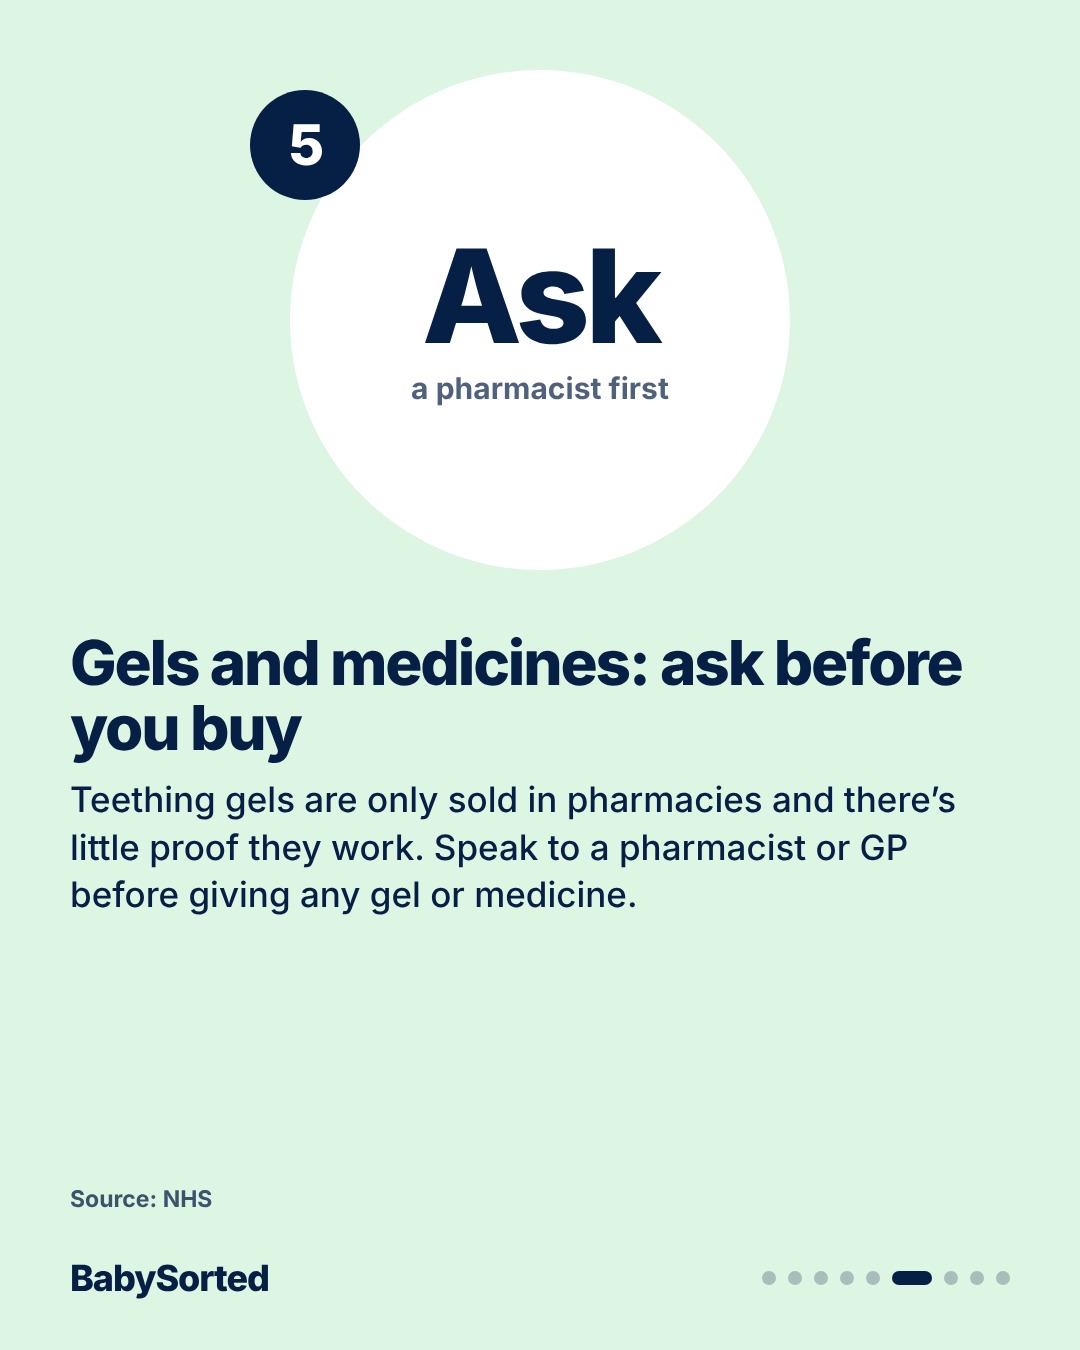 5
Ask
a pharmacist first
Gels and medicines: ask before
you buy
Teething gels are only sold in pharmacies and there’s
little proof they work. Speak to a pharmacist or GP
before giving any gel or medicine.
Source: NHS
BabySorted